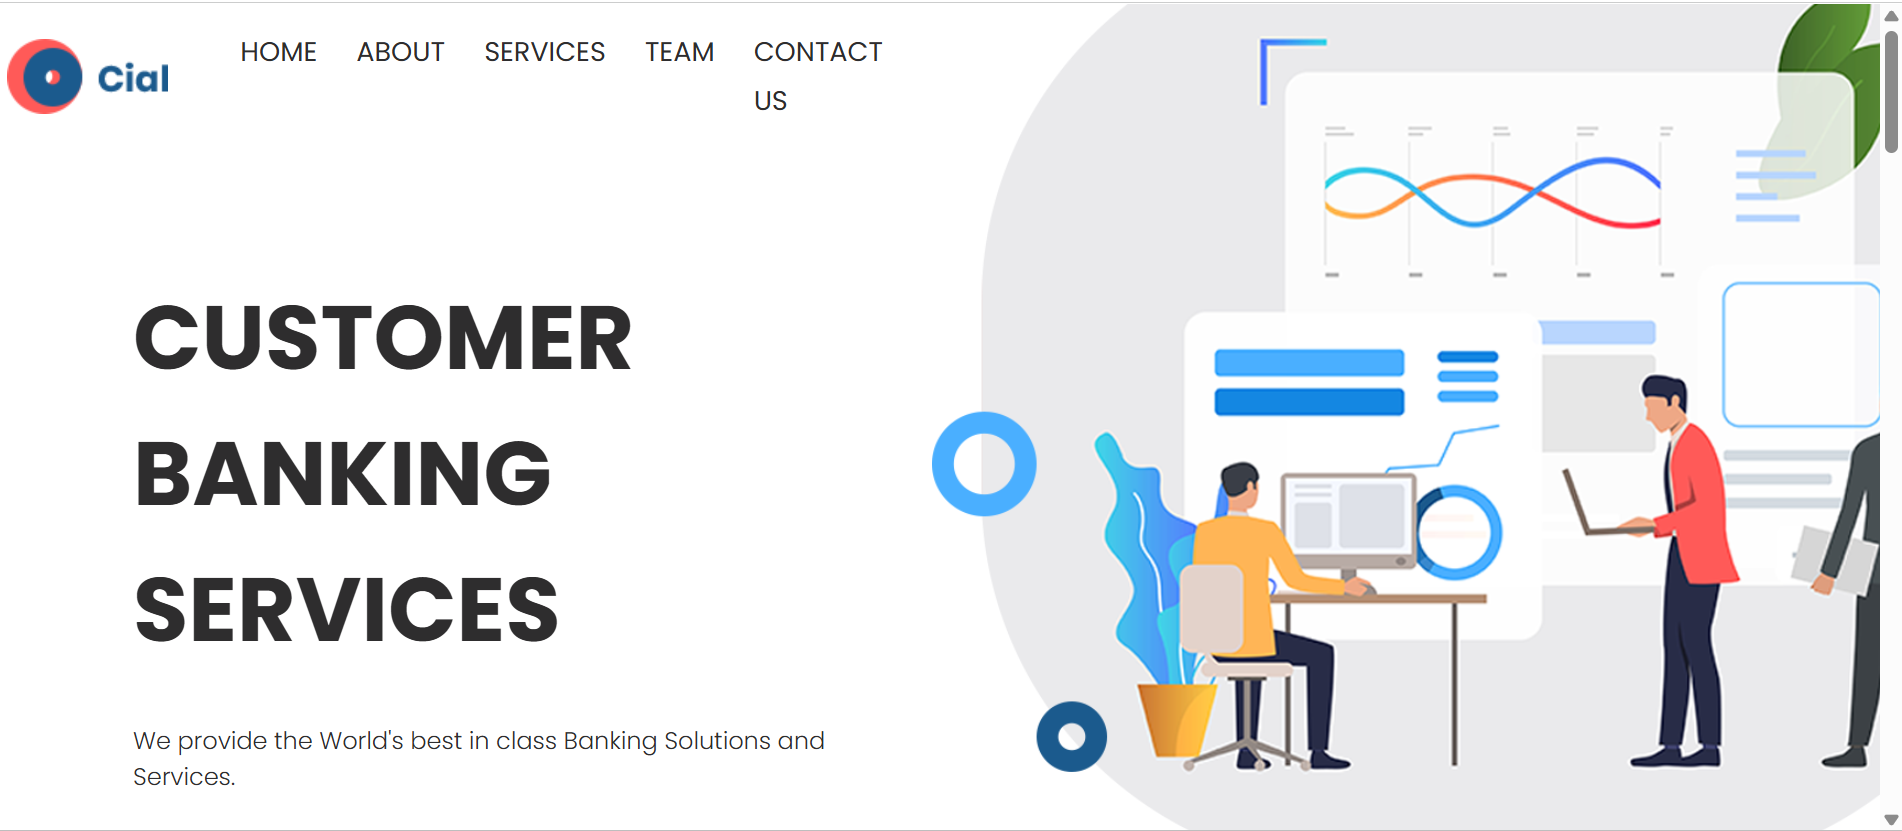 Cial
HOME ABOUT SERVICES TEAM CONTACT
US
CUSTOMER
BANKING
SERVICES
We provide the World's best in class Banking Solutions and
Services.